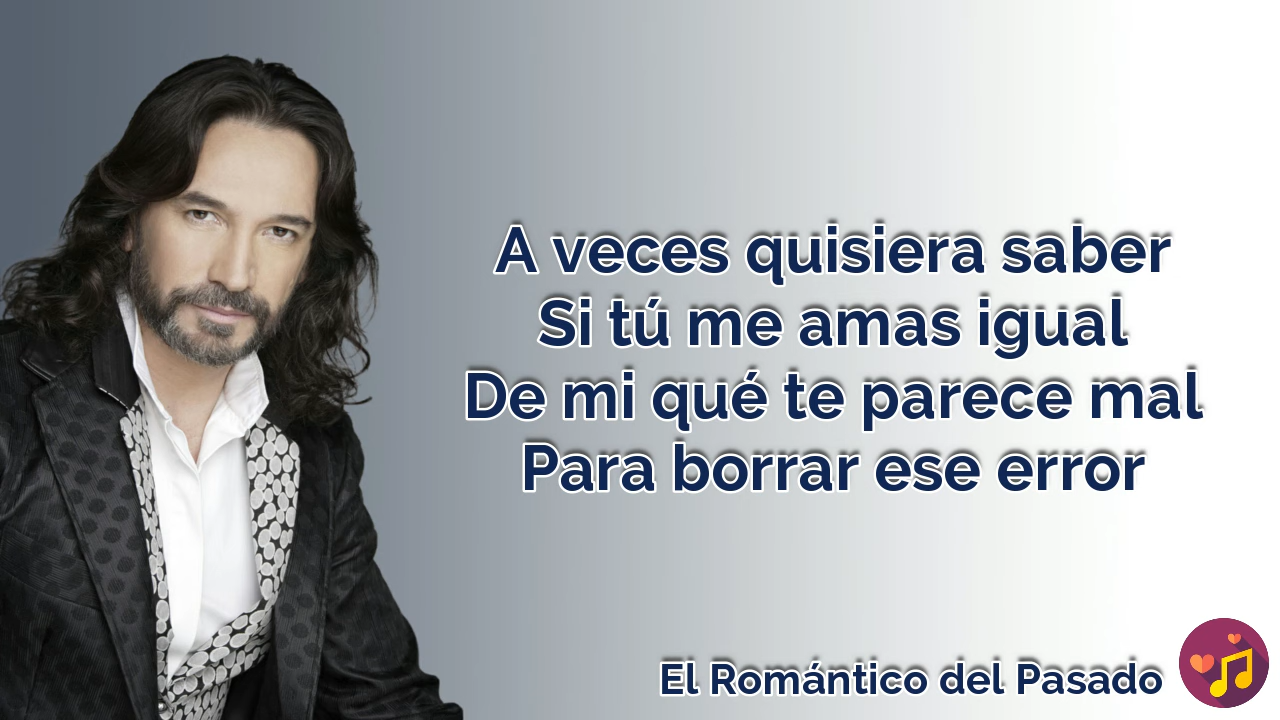 A veces quisiera saber
Si tú me amas igual
De mi qué te parece mal
Para borrar ese error
El Romántico del Pasado